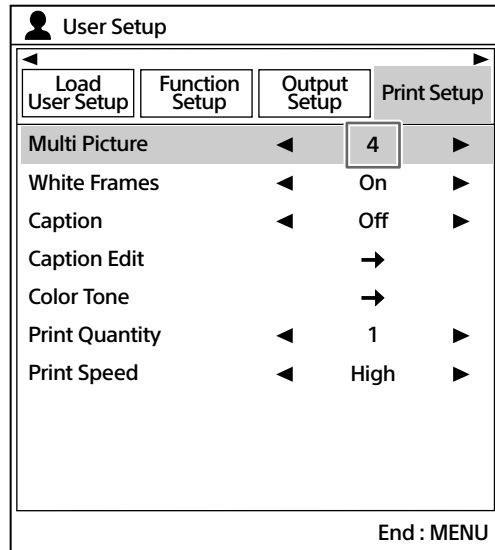 User Setup
Load User Setup
Function Setup
Output Setup
Print Setup
Multi Picture 4
White Frames On
Caption Off
Caption Edit
Color Tone
Print Quantity 1
Print Speed High
End : MENU